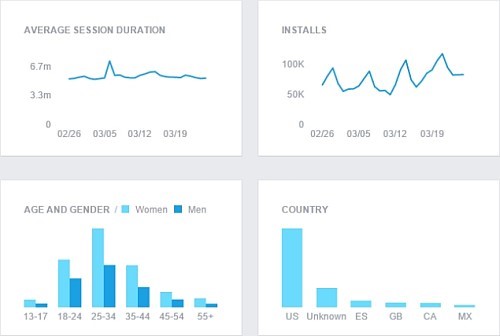 AVERAGE SESSION DURATION
6.7m
3.3m
0
02/26 03/05 03/12 03/19
INSTALLS
100K
50K
0
02/26 03/05 03/12 03/19
AGE AND GENDER / Women Men
13-17 18-24 25-34 35-44 45-54 55+
COUNTRY
US Unknown ES GB CA MX